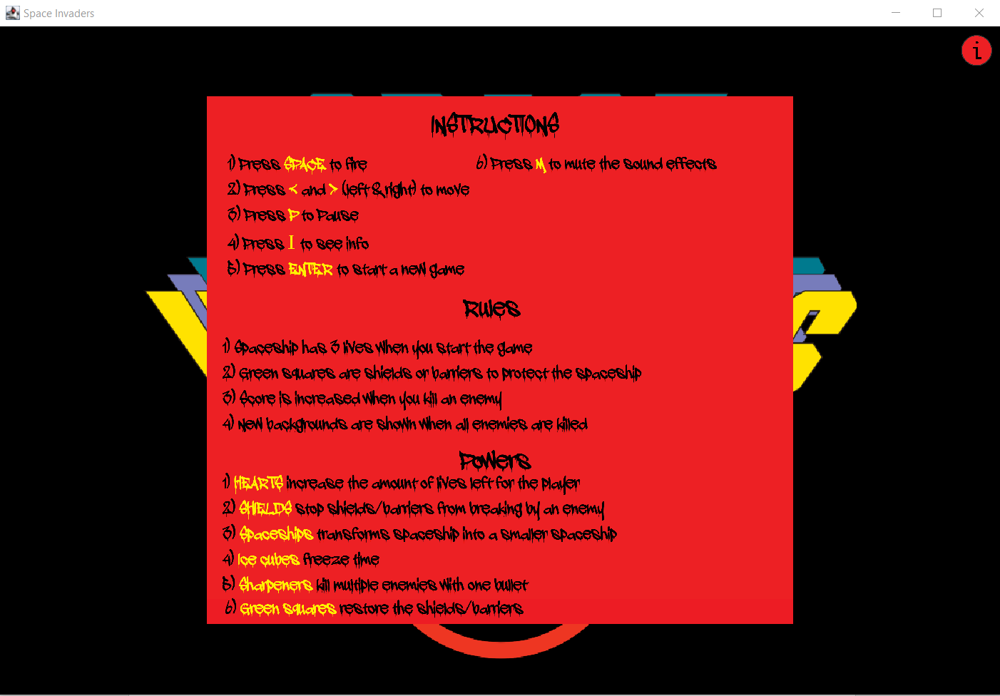 Space Invaders
i
INSTRUCTIONS
1) Press SPACE to fire
2) Press < and > (left & right) to move
3) Press P to Pause
4) Press I to see info
5) Press ENTER to start a new game
6) Press M to mute the sound effects
Rules
1) Spaceship has 3 lives when you start the game
2) Green squares are shields or barriers to protect the spaceship
3) Score is increased when you kill an enemy
4) New backgrounds are shown when all enemies are killed
Powers
1) HEARTS increase the amount of lives left for the player
2) SHIELDS stop shields/barriers from breaking by an enemy
3) Spaceships transforms spaceship into a smaller spaceship
4) Ice cubes freeze time
5) Sharpeners kill multiple enemies with one bullet
6) Green squares restore the shields/barriers